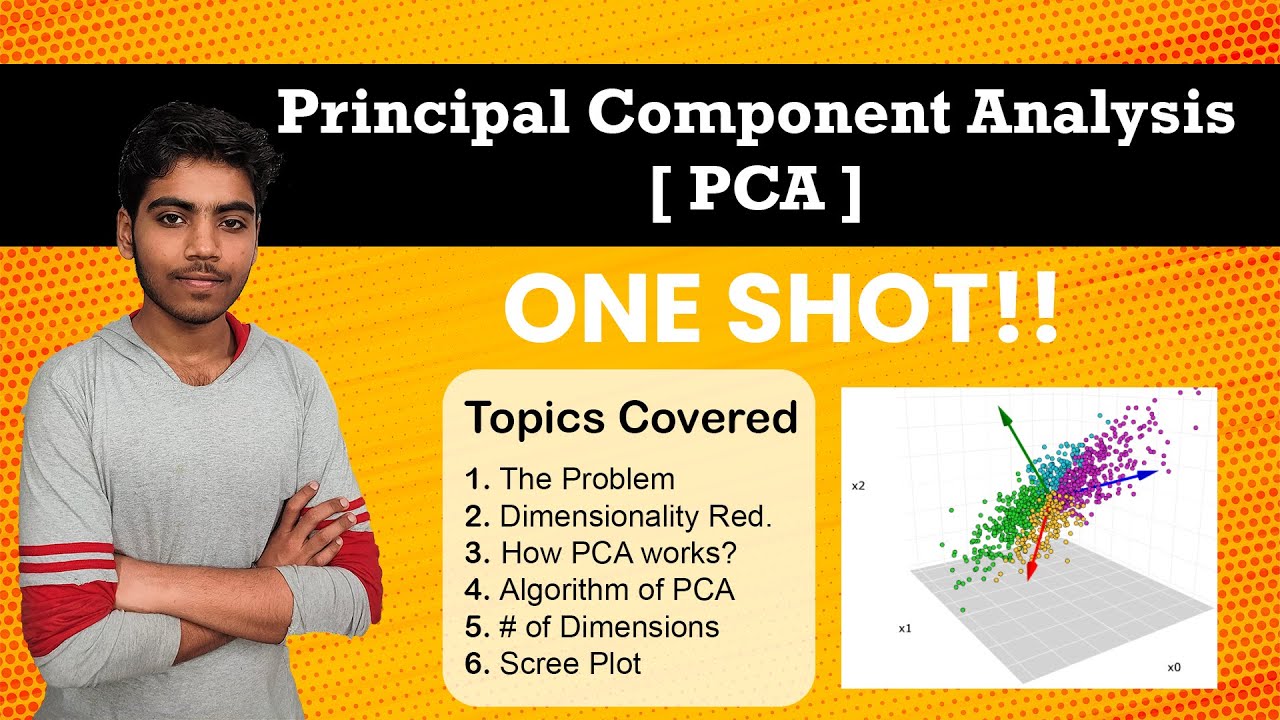 Principal Component Analysis
[ PCA ]
ONE SHOT!!
Topics Covered
1. The Problem
2. Dimensionality Red.
3. How PCA works?
4. Algorithm of PCA
5. # of Dimensions
6. Scree Plot
x2
x1
x0